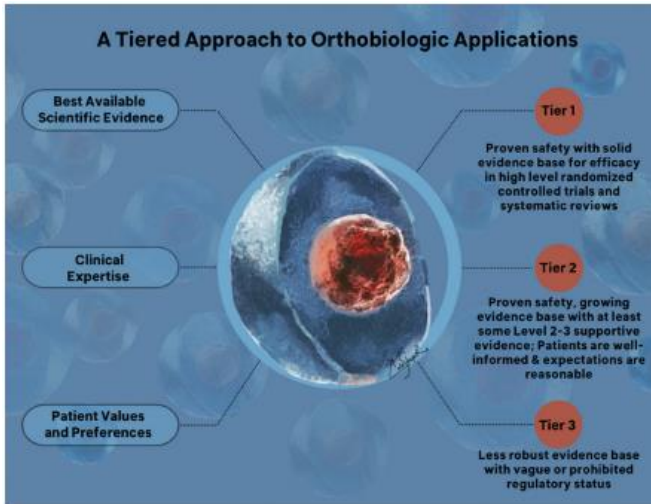 A Tiered Approach to Orthobiologic Applications
Best Available
Scientific Evidence
Clinical
Expertise
Patient Values
and Preferences
Tier 1
Proven safety with solid
evidence base for efficacy
in high level randomized
controlled trials and
systematic reviews
Tier 2
Proven safety, growing
evidence base with at least
some Level 2-3 supportive
evidence; Patients are well-
informed & expectations are
reasonable
Tier 3
Less robust evidence base
with vague or prohibited
regulatory status